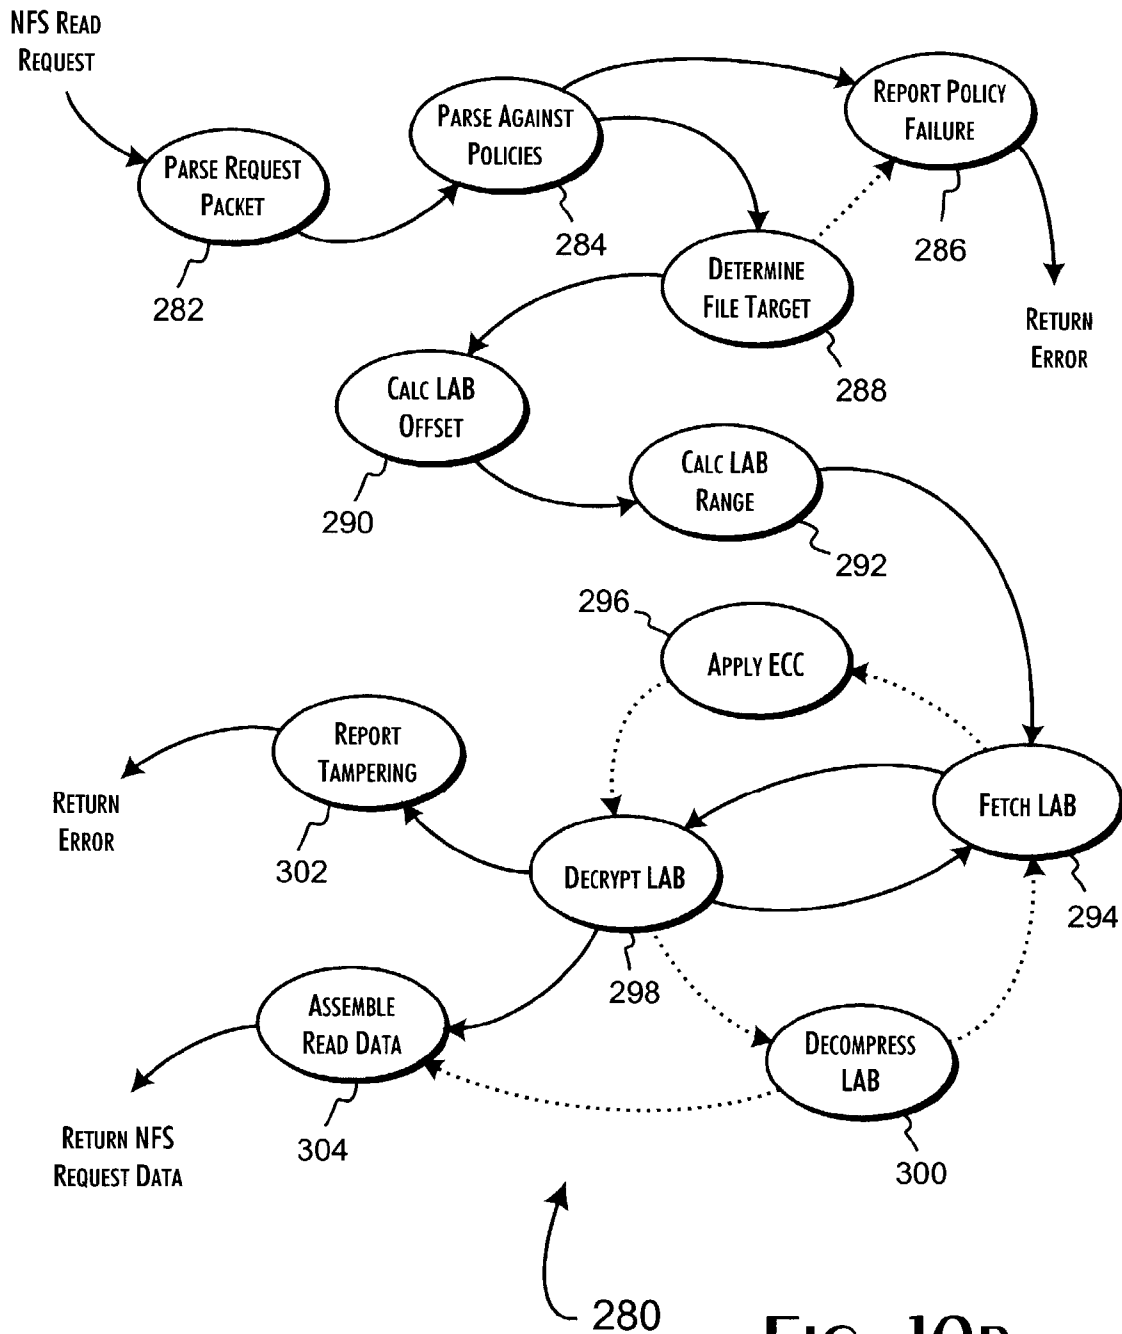 NFS READ
REQUEST
PARSE REQUEST
PACKET
282
PARSE AGAINST
POLICIES
284
REPORT POLICY
FAILURE
286
RETURN
ERROR
DETERMINE
FILE TARGET
288
CALC LAB
OFFSET
290
CALC LAB
RANGE
292
296
APPLY ECC
FETCH LAB
294
REPORT
TAMPERING
302
RETURN
ERROR
DECRYPT LAB
298
ASSEMBLE
READ DATA
304
DECOMPRESS
LAB
300
RETURN NFS
REQUEST DATA
280
FIG. 10B